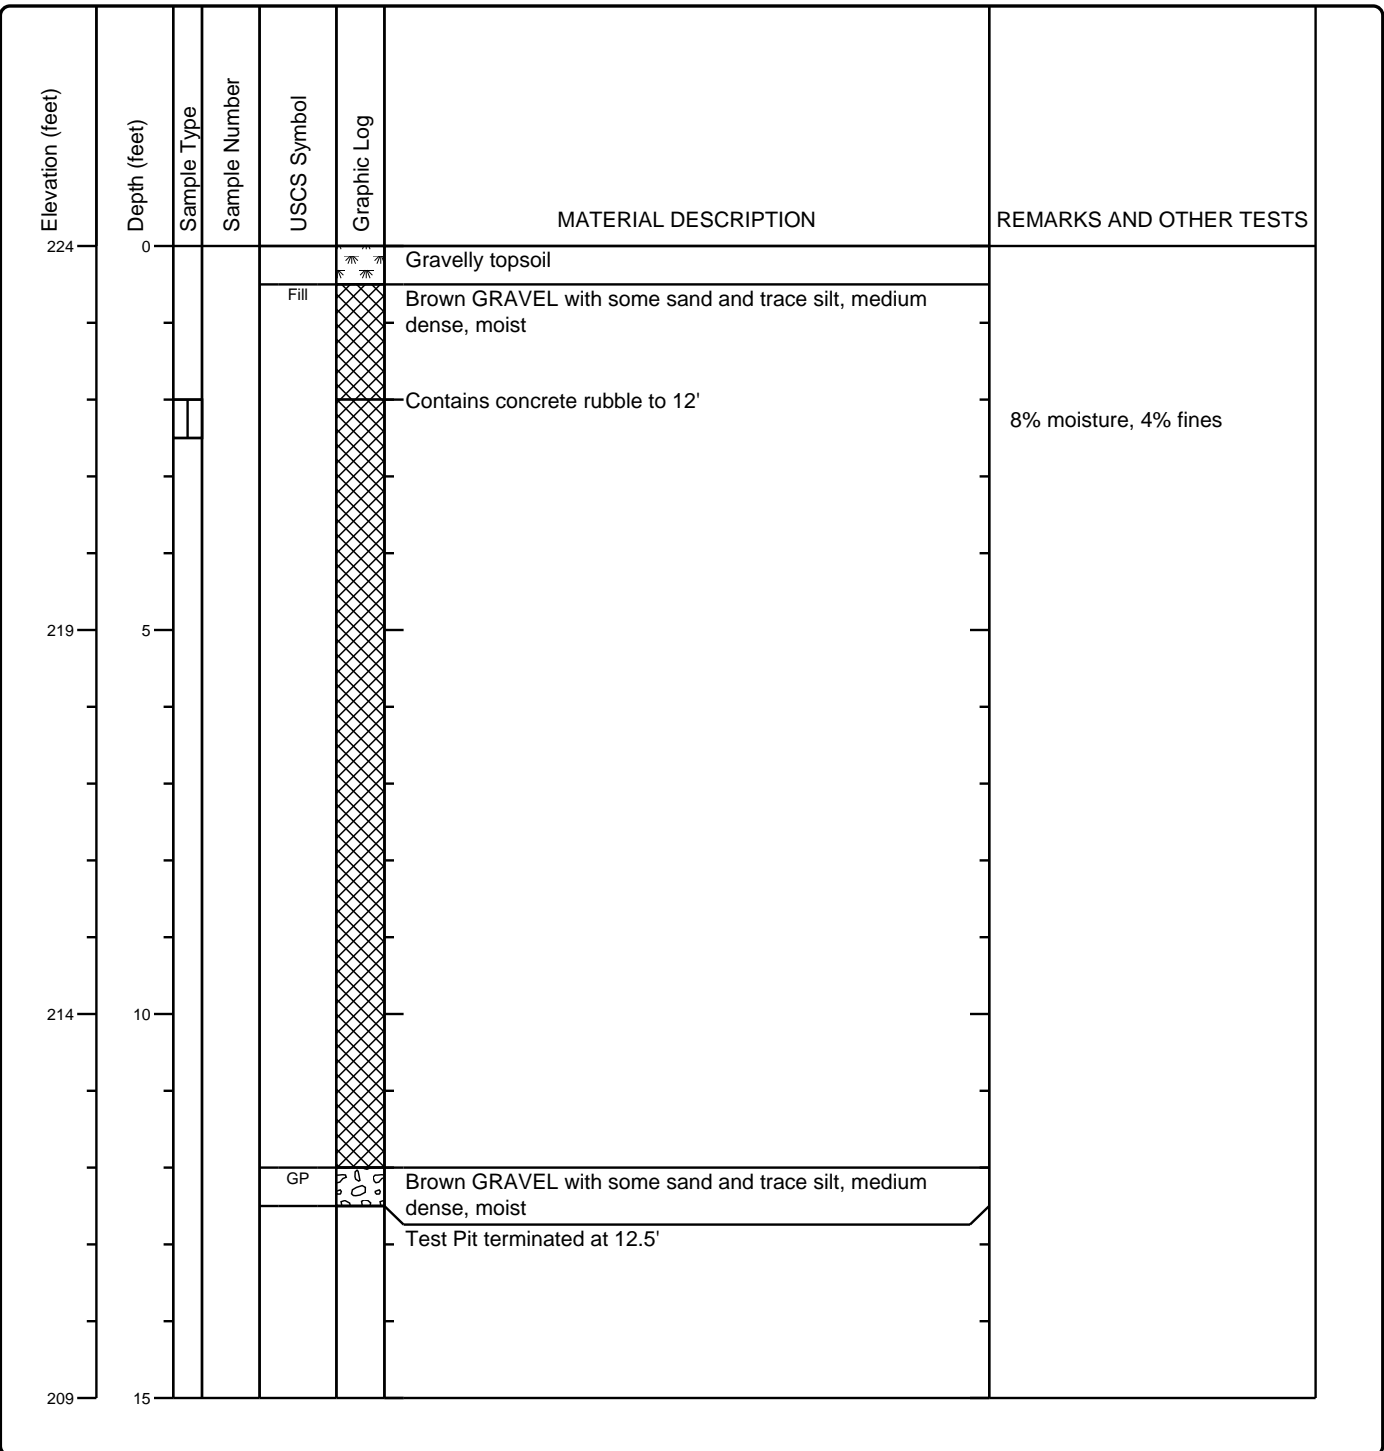 Elevation (feet)
Depth (feet)
Sample Type
Sample Number
USCS Symbol
Graphic Log
MATERIAL DESCRIPTION
REMARKS AND OTHER TESTS
224
0
Gravelly topsoil
Fill
Brown GRAVEL with some sand and trace silt, medium
dense, moist
Contains concrete rubble to 12'
8% moisture, 4% fines
219
5
214
10
GP
Brown GRAVEL with some sand and trace silt, medium
dense, moist
Test Pit terminated at 12.5'
209
15